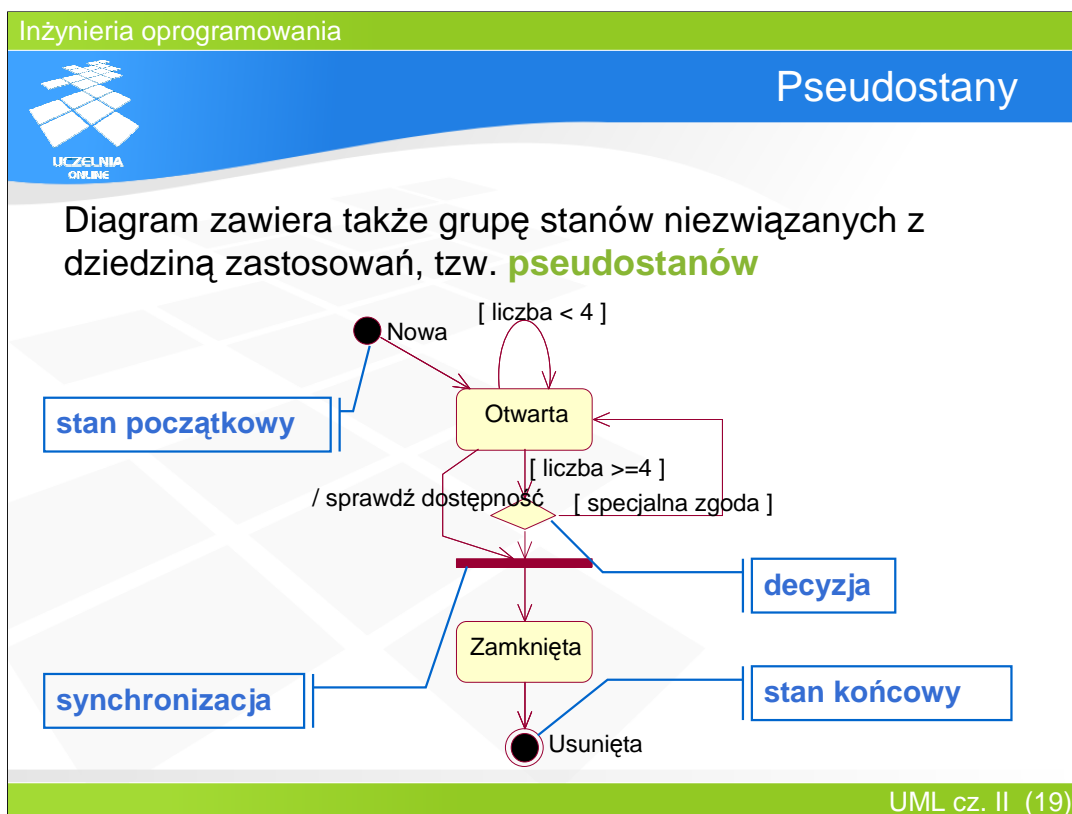 Inżynieria oprogramowania
Pseudostany
UCZELNIA
ONLINE
Diagram zawiera także grupę stanów niezwiązanych z
dziedziną zastosowań, tzw. pseudostanów
[ liczba < 4 ]
Nowa
stan początkowy
Otwarta
[ liczba >=4 ]
/ sprawdź dostępność
[ specjalna zgoda ]
decyzja
Zamknięta
synchronizacja
stan końcowy
Usunięta
UML cz. II (19)